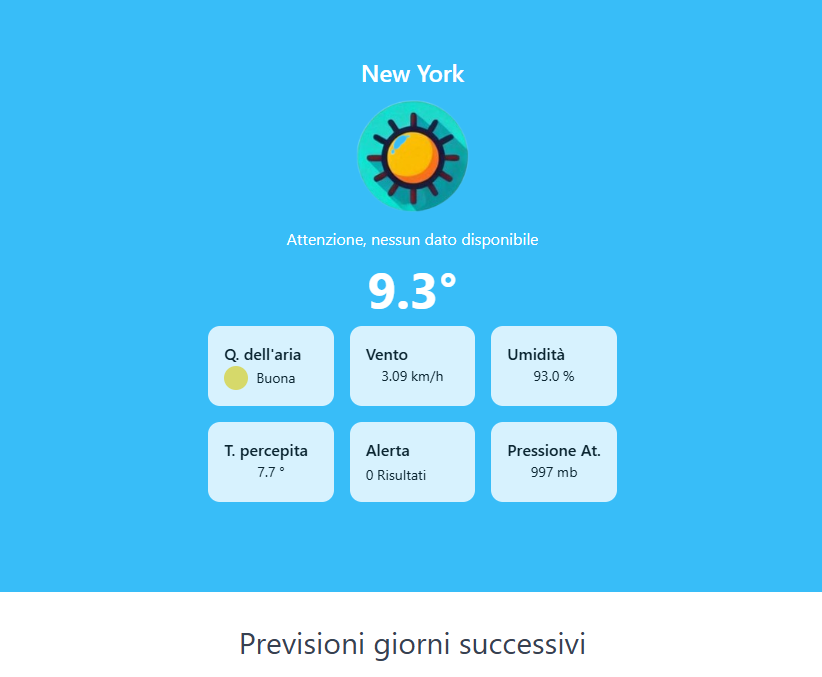 New York
Attenzione, nessun dato disponibile
9.3°
Q. dell'aria
Buona
Vento
3.09 km/h
Umidità
93.0 %
T. percepita
7.7 °
Alerta
0 Risultati
Pressione At.
997 mb
Previsioni giorni successivi